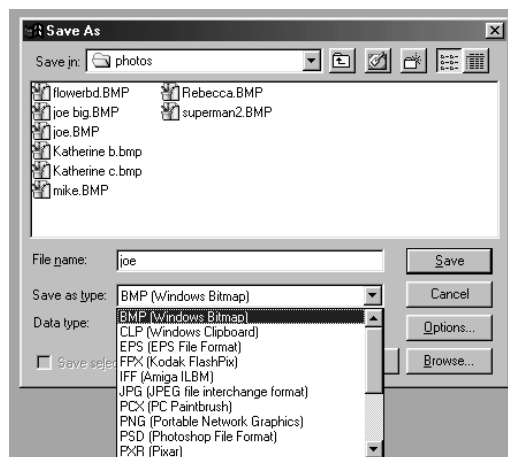 Save As
Save in: photos
flowerbd.BMP
joe big.BMP
joe.BMP
Katherine b.bmp
Katherine c.bmp
mike.BMP
Rebecca.BMP
superman2.BMP
File name: joe
Save
Save as type: BMP (Windows Bitmap)
Cancel
Data type:
BMP (Windows Bitmap)
CLP (Windows Clipboard)
EPS (EPS File Format)
FPX (Kodak FlashPix)
IFF (Amiga ILBM)
JPG (JPEG file interchange format)
PCX (PC Paintbrush)
PNG (Portable Network Graphics)
PSD (Photoshop File Format)
PXR (Pixar)
Options...
Save
Browse...